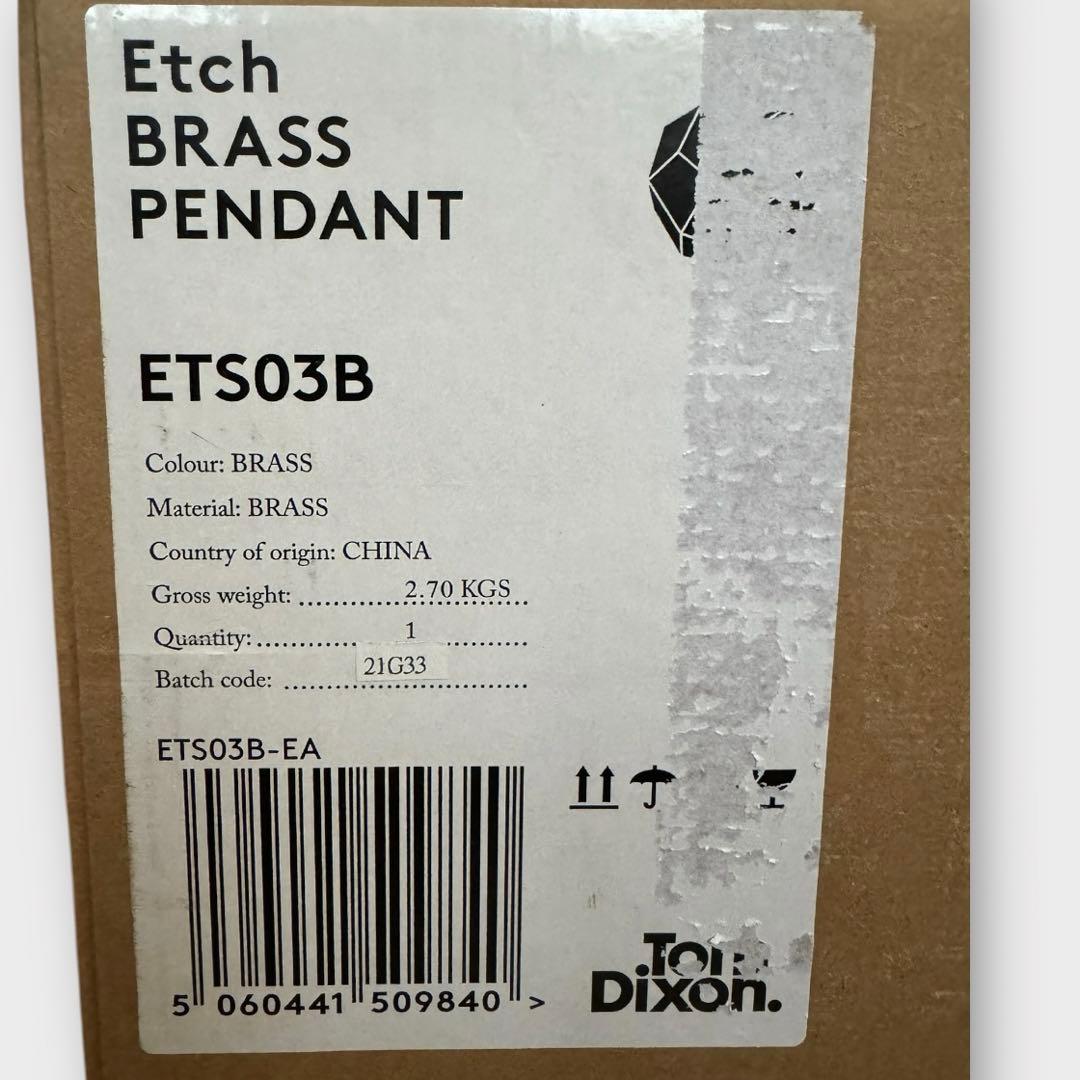 Etch
BRASS
PENDANT
ETS03B
Colour: BRASS
Material: BRASS
Country of origin: CHINA
Gross weight: 2.70 KGS
Quantity: 1
Batch code: 21G33
ETS03B-EA
5 060441 509840 >
Tom
Dixon.